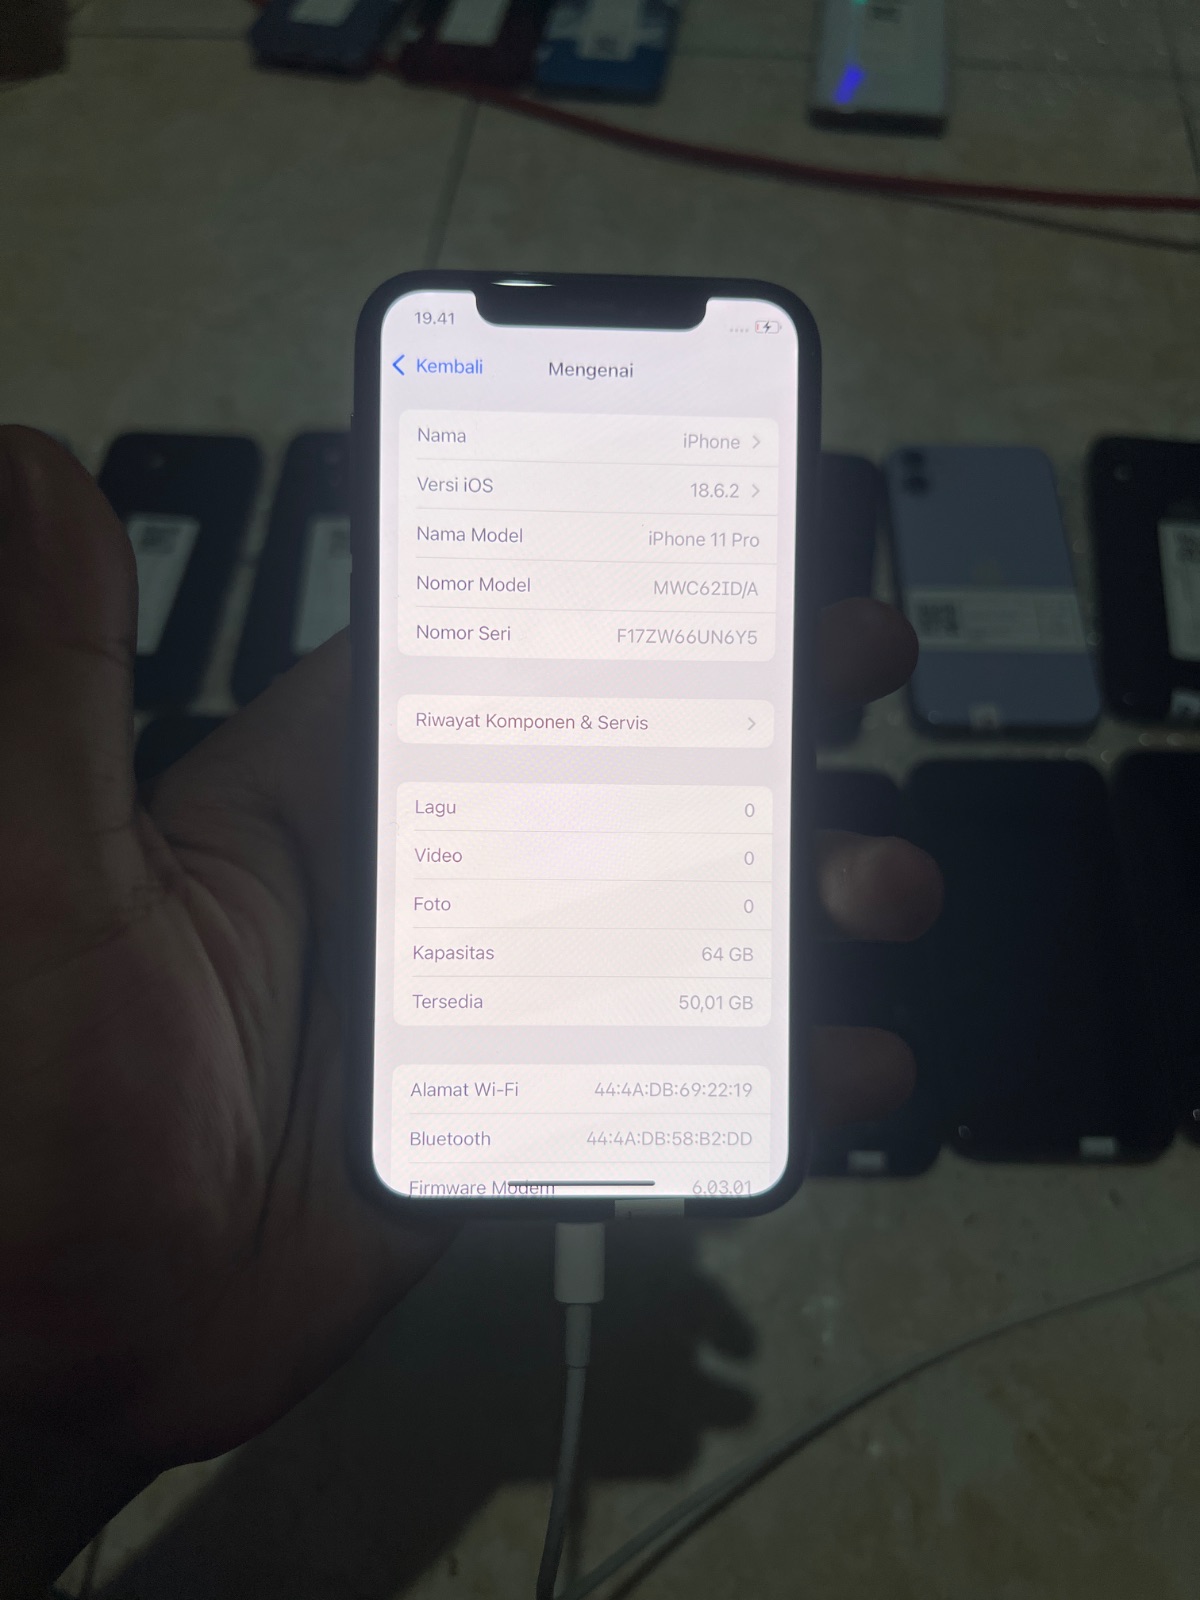 19.41
Kembali
Mengenai
Nama iPhone
Versi iOS 18.6.2
Nama Model iPhone 11 Pro
Nomor Model MWC62ID/A
Nomor Seri F17ZW66UN6Y5
Riwayat Komponen & Servis
Lagu 0
Video 0
Foto 0
Kapasitas 64 GB
Tersedia 50,01 GB
Alamat Wi-Fi 44:4A:DB:69:22:19
Bluetooth 44:4A:DB:58:B2:DD
Firmware Modem 6.03.01